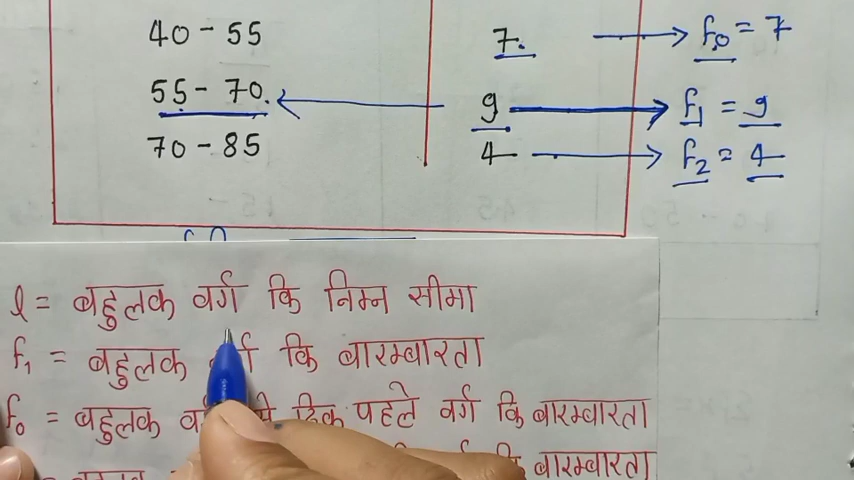 40 - 55 7. → f₀ = 7
55 - 70. ← 9 → f₁ = 9
70 - 85 4 → f₂ = 4
l = बहुलक वर्ग कि निम्न सीमा
f₁ = बहुलक वर्ग कि बारम्बारता
f₀ = बहुलक ठिक पहले वर्ग कि बारम्बारता
बारम्बारता